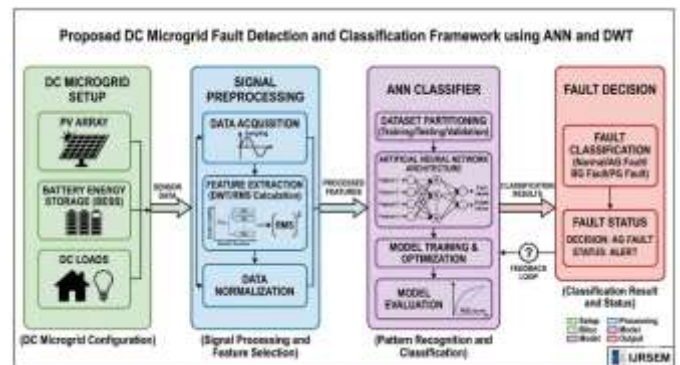 Proposed DC Microgrid Fault Detection and Classification Framework using ANN and DWT
DC MICROGRID
SETUP
PV ARRAY
BATTERY ENERGY
STORAGE (BESS)
DC LOADS
(DC Microgrid Configuration)
SENSOR
DATA
SIGNAL
PREPROCESSING
DATA ACQUISITION
Sampling
FEATURE EXTRACTION
(DWT/RMS Calculation)
RMS
DATA
NORMALIZATION
(Signal Processing and
Feature Selection)
PROCESSED
FEATURES
ANN CLASSIFIER
DATASET PARTITIONING
(Training/Testing/Validation)
ARTIFICIAL NEURAL NETWORK
ARCHITECTURE
MODEL TRAINING &
OPTIMIZATION
MODEL
EVALUATION
(Pattern Recognition and
Classification)
CLASSIFICATION
RESULTS
FAULT DECISION
FAULT
CLASSIFICATION
(Normal/AG Fault/
BG Fault/PG Fault)
FAULT STATUS
DECISION: AG FAULT
STATUS: ALERT
?
FEEDBACK
LOOP
(Classification Result
and Status)
Setup
Processing
Model
Model
Output
IJRSEM